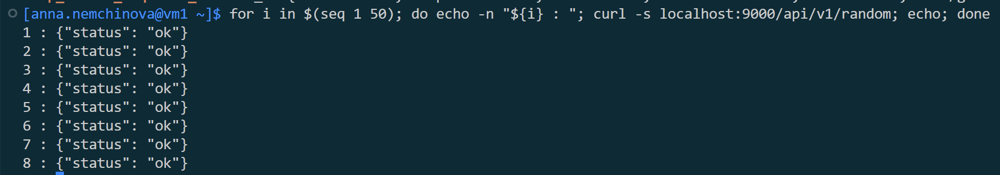 [anna.nemchinova@vm1 ~]$ for i in $(seq 1 50); do echo -n "${i} : "; curl -s localhost:9000/api/v1/random; echo; done
1 : {"status": "ok"}
2 : {"status": "ok"}
3 : {"status": "ok"}
4 : {"status": "ok"}
5 : {"status": "ok"}
6 : {"status": "ok"}
7 : {"status": "ok"}
8 : {"status": "ok"}